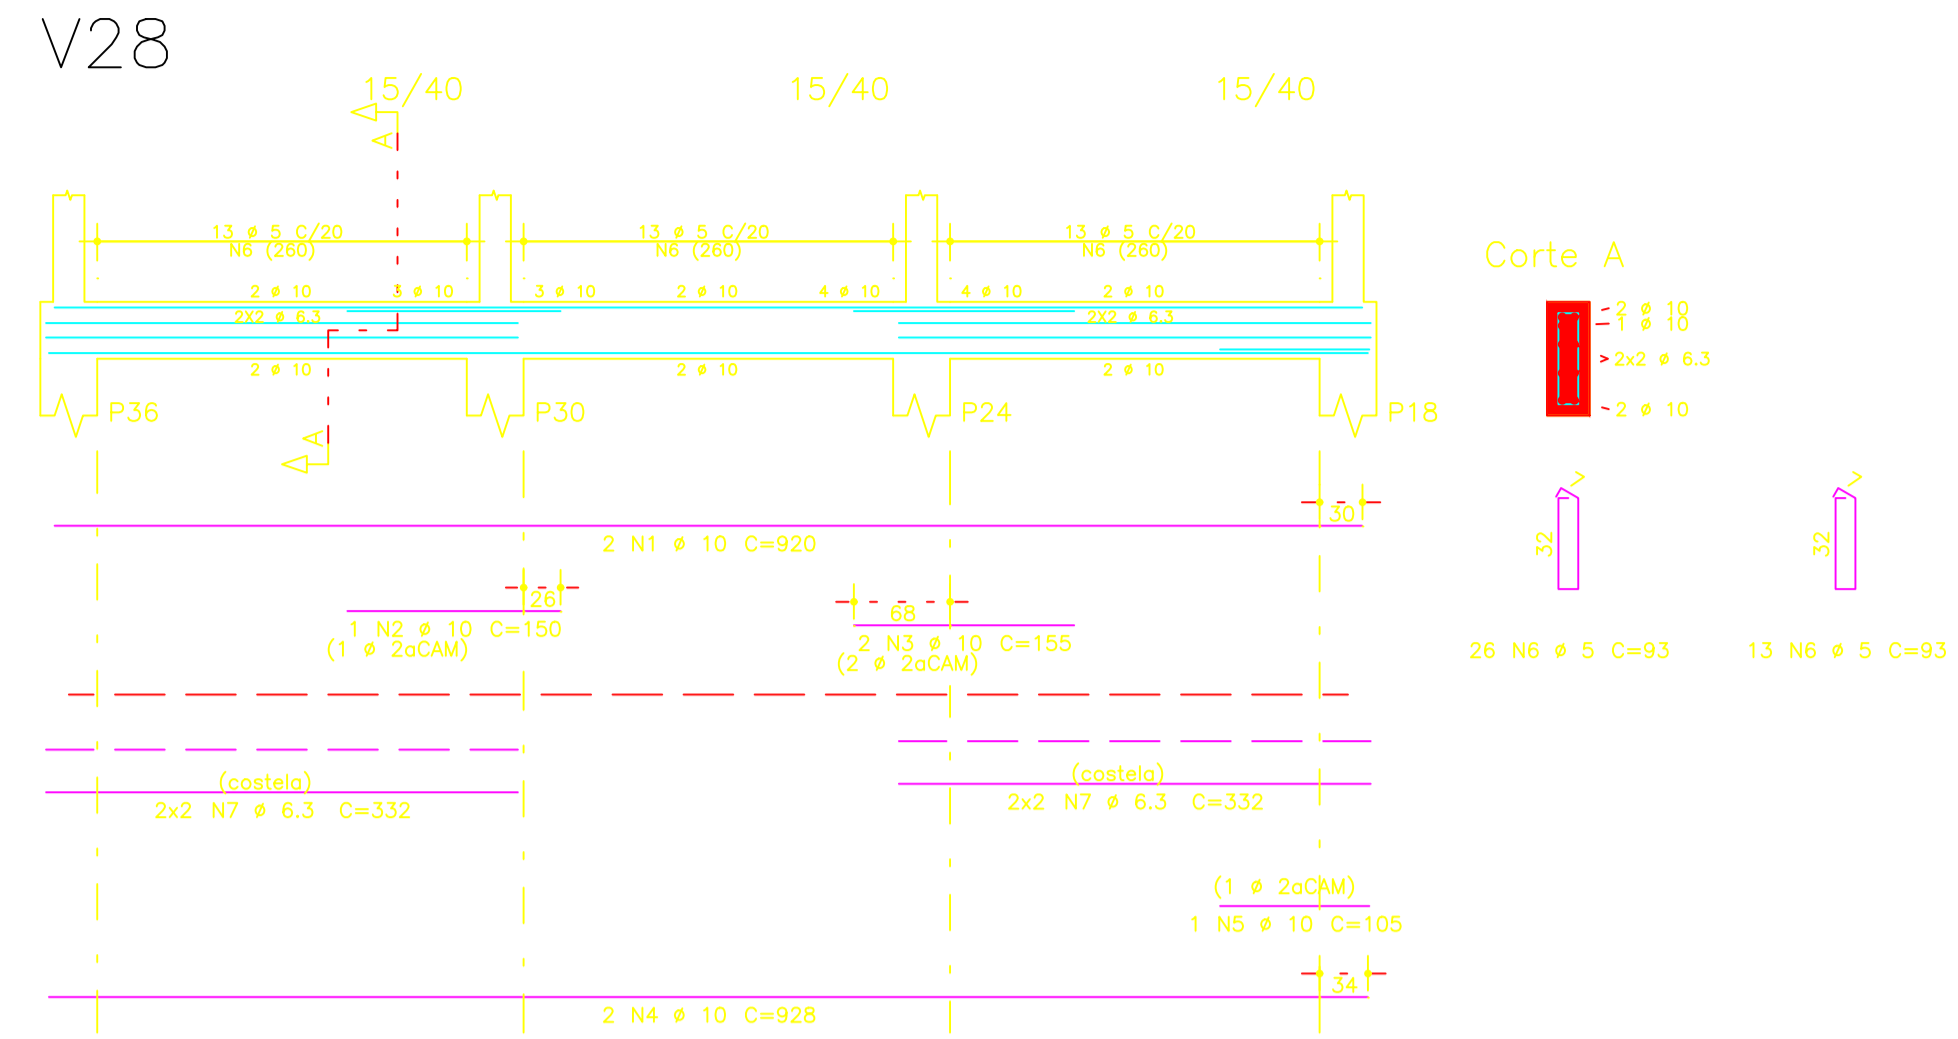 V28
15/40 15/40 15/40
A
13 ø 5 C/20 13 ø 5 C/20 13 ø 5 C/20
N6 (260) N6 (260) N6 (260)
Corte A
2 ø 10 3 ø 10 3 ø 10 2 ø 10 4 ø 10 4 ø 10 2 ø 10
2X2 ø 6.3 2X2 ø 6.3
2 ø 10
1 ø 10
2x2 ø 6.3
2 ø 10
2 ø 10 2 ø 10 2 ø 10
P36 P30 P24 P18
A
30
2 N1 ø 10 C=920
26
1 N2 ø 10 C=150
(1 ø 2aCAM)
68
2 N3 ø 10 C=155
(2 ø 2aCAM)
7 7
32 32
26 N6 ø 5 C=93 13 N6 ø 5 C=93
(costela)
2x2 N7 ø 6.3 C=332
(costela)
2x2 N7 ø 6.3 C=332
(1 ø 2aCAM)
1 N5 ø 10 C=105
34
2 N4 ø 10 C=928